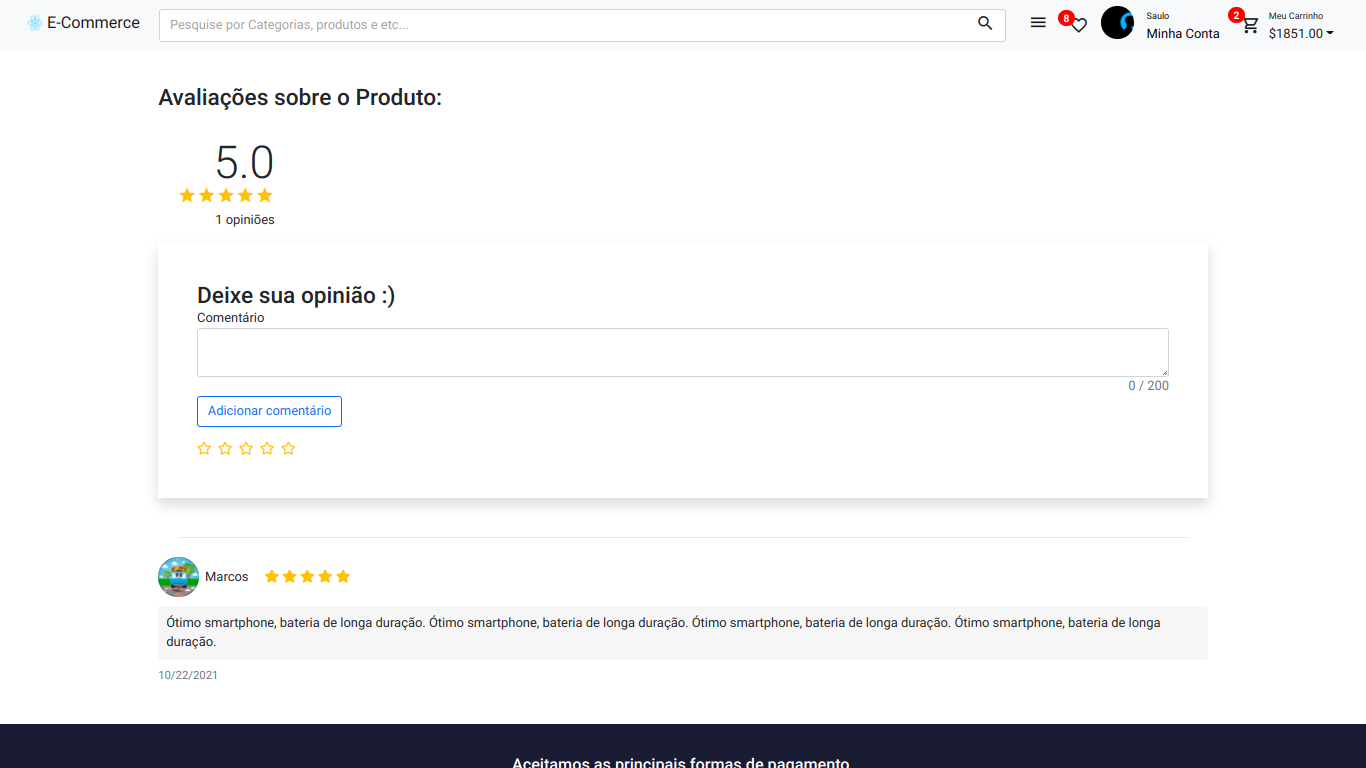 E-Commerce
Pesquise por Categorias, produtos e etc...
8
Saulo
Minha Conta
2
Meu Carrinho
$1851.00
Avaliações sobre o Produto:
5.0
1 opiniões
Deixe sua opinião :)
Comentário
0 / 200
Adicionar comentário
Marcos
Ótimo smartphone, bateria de longa duração. Ótimo smartphone, bateria de longa duração. Ótimo smartphone, bateria de longa duração. Ótimo smartphone, bateria de longa
duração.
10/22/2021
Aceitamos as principais formas de pagamento